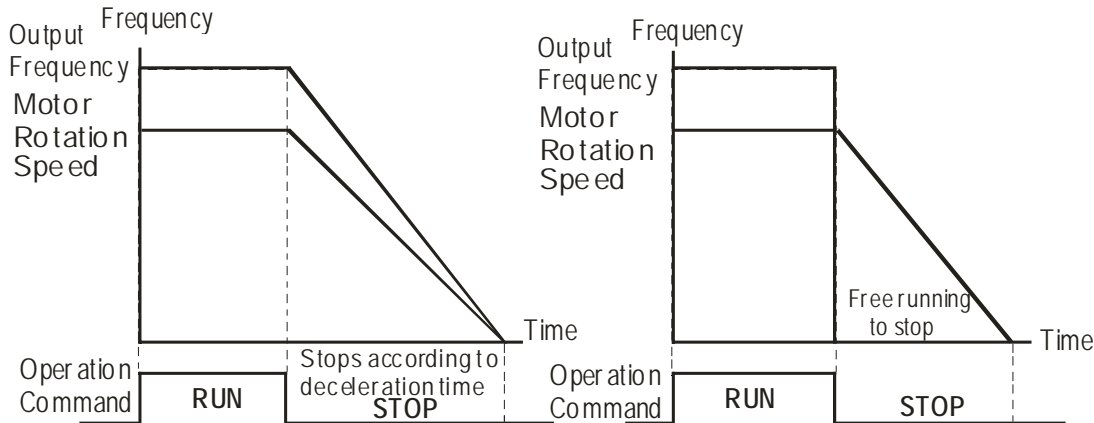 Frequency
Output
Frequency
Motor
Rotation
Speed
Time
Stops according to
deceleration time
Operation
Command
RUN
STOP
Frequency
Output
Frequency
Motor
Rotation
Speed
Free running
to stop
Time
Operation
Command
RUN
STOP